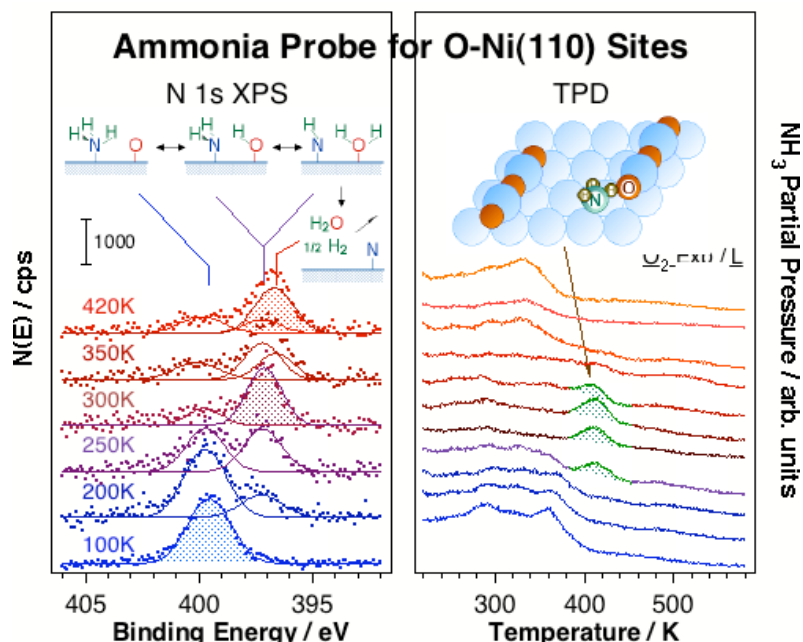 Ammonia Probe for O-Ni(110) Sites
N 1s XPS
TPD
H H H N O
H H N H O
H N H O H
H₂O
1/2 H₂
N
1000
N O
/ L
420K
350K
300K
250K
200K
100K
N(E) / cps
NH₃ Partial Pressure / arb. units
405 400 395
300 400 500
Binding Energy / eV
Temperature / K